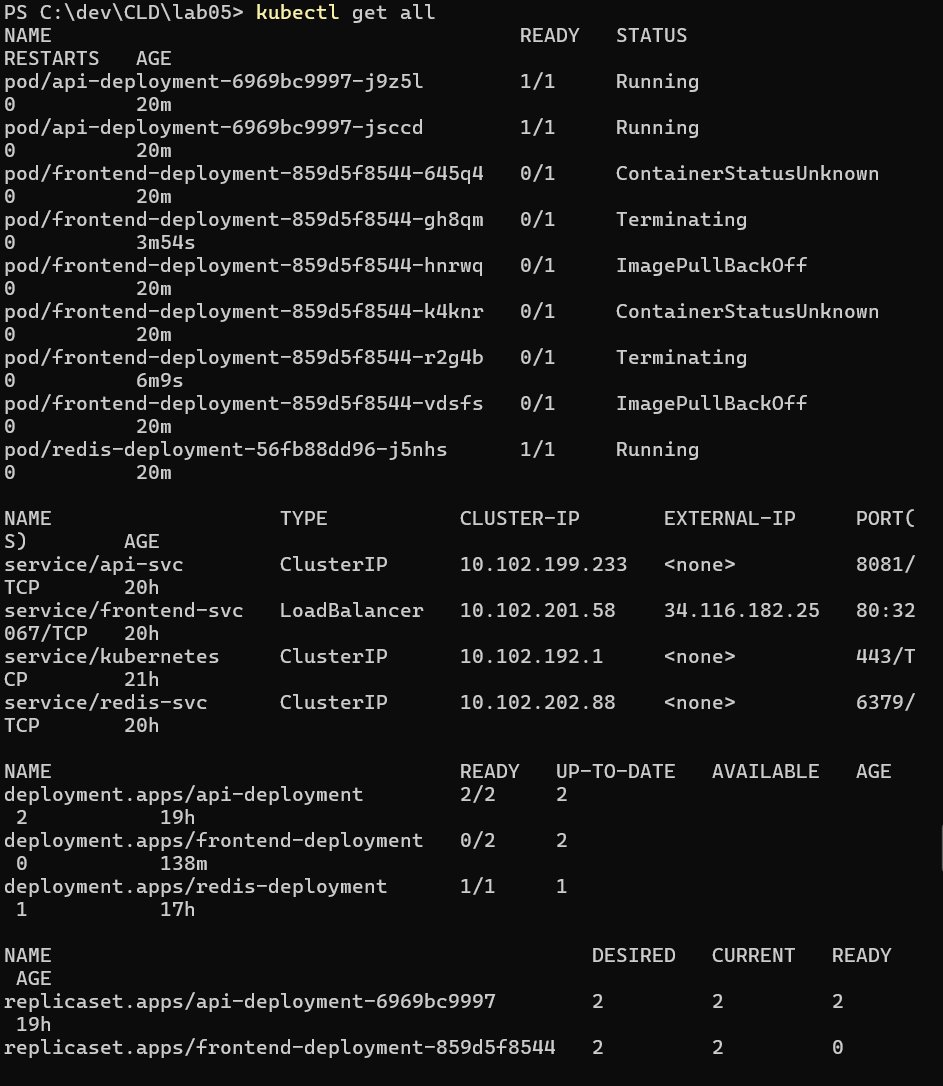 PS C:\dev\CLD\lab05> kubectl get all
NAME                                       READY   STATUS
RESTARTS   AGE
pod/api-deployment-6969bc9997-j9z5l        1/1     Running
0          20m
pod/api-deployment-6969bc9997-jsccd        1/1     Running
0          20m
pod/frontend-deployment-859d5f8544-645q4   0/1     ContainerStatusUnknown
0          20m
pod/frontend-deployment-859d5f8544-gh8qm   0/1     Terminating
0          3m54s
pod/frontend-deployment-859d5f8544-hnrwq   0/1     ImagePullBackOff
0          20m
pod/frontend-deployment-859d5f8544-k4knr   0/1     ContainerStatusUnknown
0          20m
pod/frontend-deployment-859d5f8544-r2g4b   0/1     Terminating
0          6m9s
pod/frontend-deployment-859d5f8544-vdsfs   0/1     ImagePullBackOff
0          20m
pod/redis-deployment-56fb88dd96-j5nhs      1/1     Running
0          20m
NAME                   TYPE           CLUSTER-IP       EXTERNAL-IP     PORT(
S)        AGE
service/api-svc        ClusterIP      10.102.199.233   <none>          8081/
TCP       20h
service/frontend-svc   LoadBalancer   10.102.201.58    34.116.182.25   80:32
067/TCP   20h
service/kubernetes     ClusterIP      10.102.192.1     <none>          443/T
CP        21h
service/redis-svc      ClusterIP      10.102.202.88    <none>          6379/
TCP       20h
NAME                                  READY   UP-TO-DATE   AVAILABLE   AGE
deployment.apps/api-deployment        2/2     2
 2           19h
deployment.apps/frontend-deployment   0/2     2
 0           138m
deployment.apps/redis-deployment      1/1     1
 1           17h
NAME                                             DESIRED   CURRENT   READY
 AGE
replicaset.apps/api-deployment-6969bc9997        2         2         2
 19h
replicaset.apps/frontend-deployment-859d5f8544   2         2         0